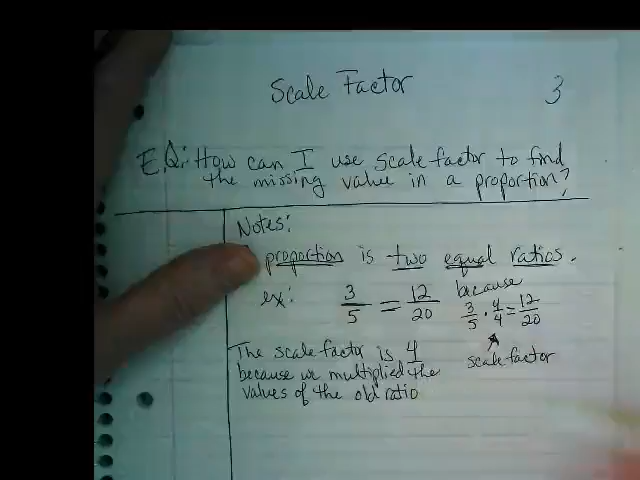 Scale Factor 3
E.Q.: How can I use scale factor to find
the missing value in a proportion?
Notes:
proportion is two equal ratios.
ex: 3/5 = 12/20 because
3/5 · 4/4 = 12/20
scale factor
The scale factor is 4
because we multiplied the
values of the old ratio